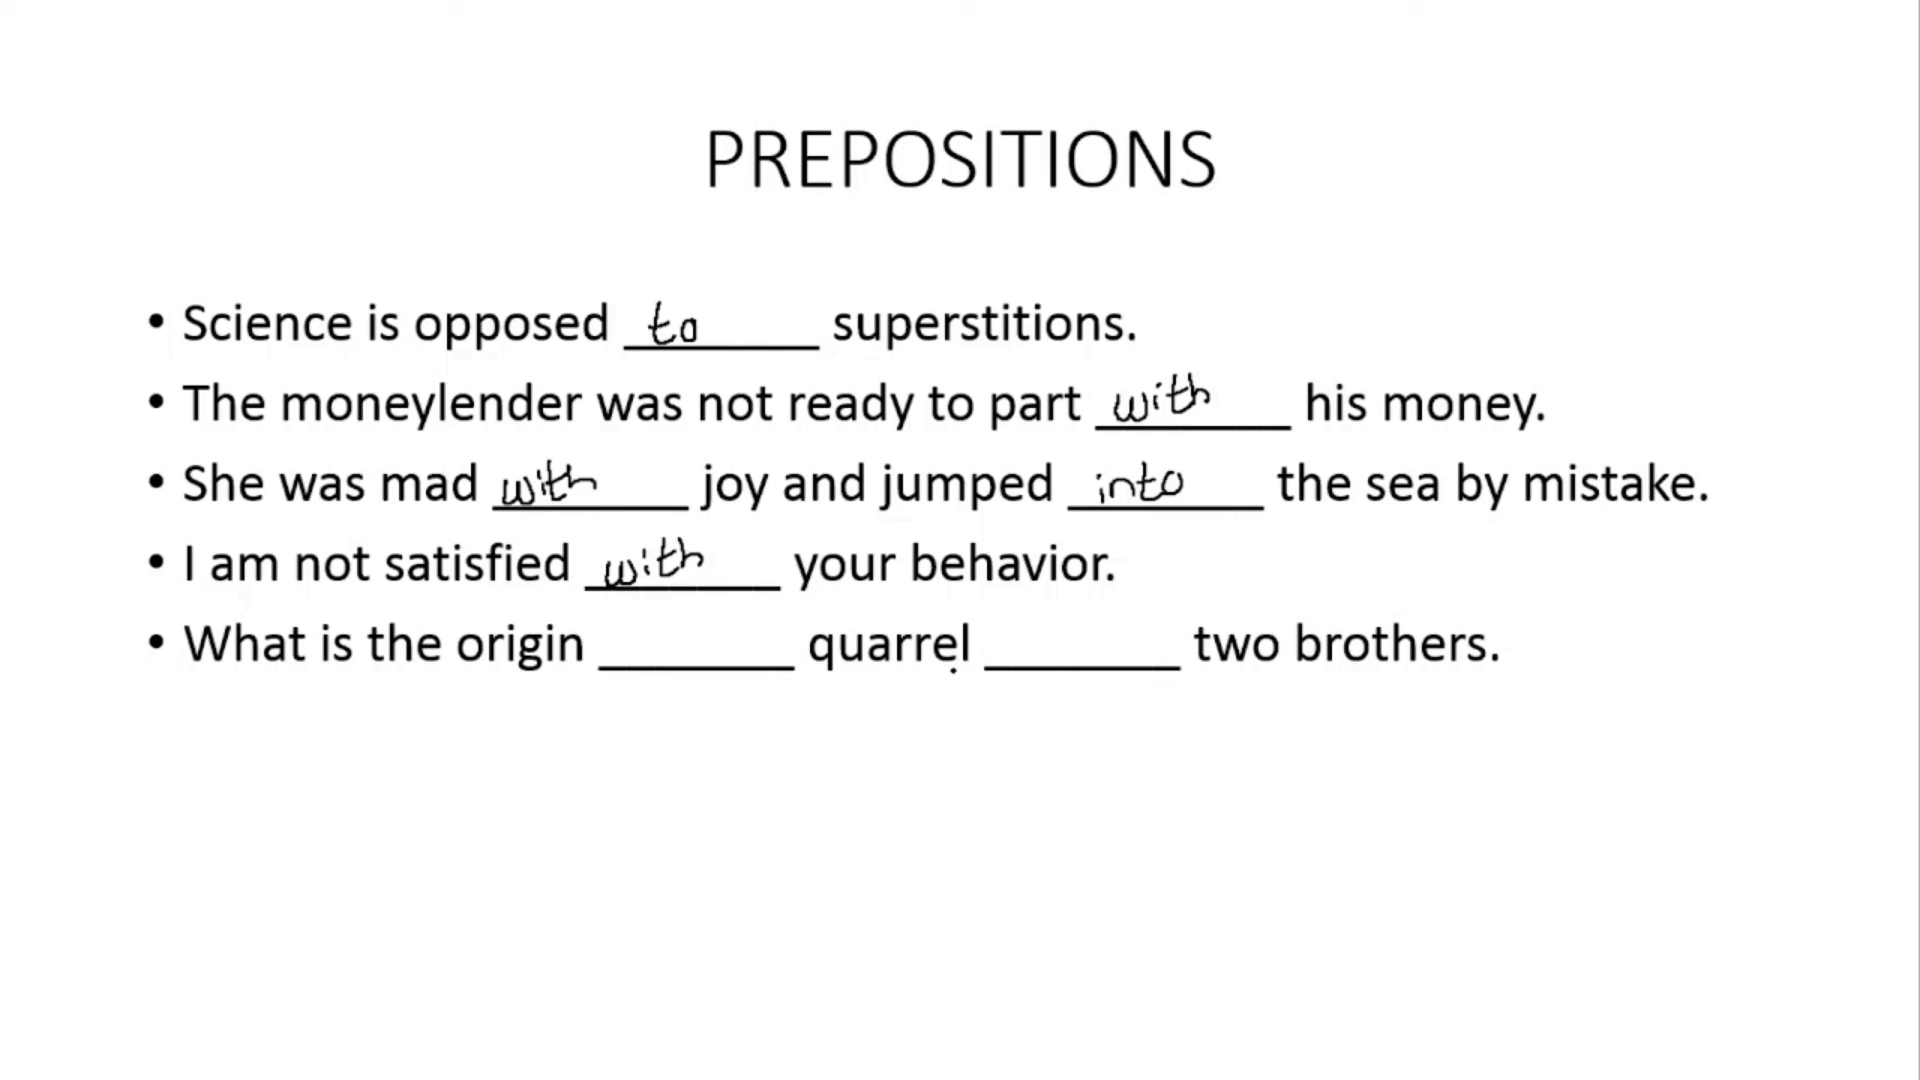 PREPOSITIONS
• Science is opposed to superstitions.
• The moneylender was not ready to part with his money.
• She was mad with joy and jumped into the sea by mistake.
• I am not satisfied with your behavior.
• What is the origin ________ quarrel ________ two brothers.